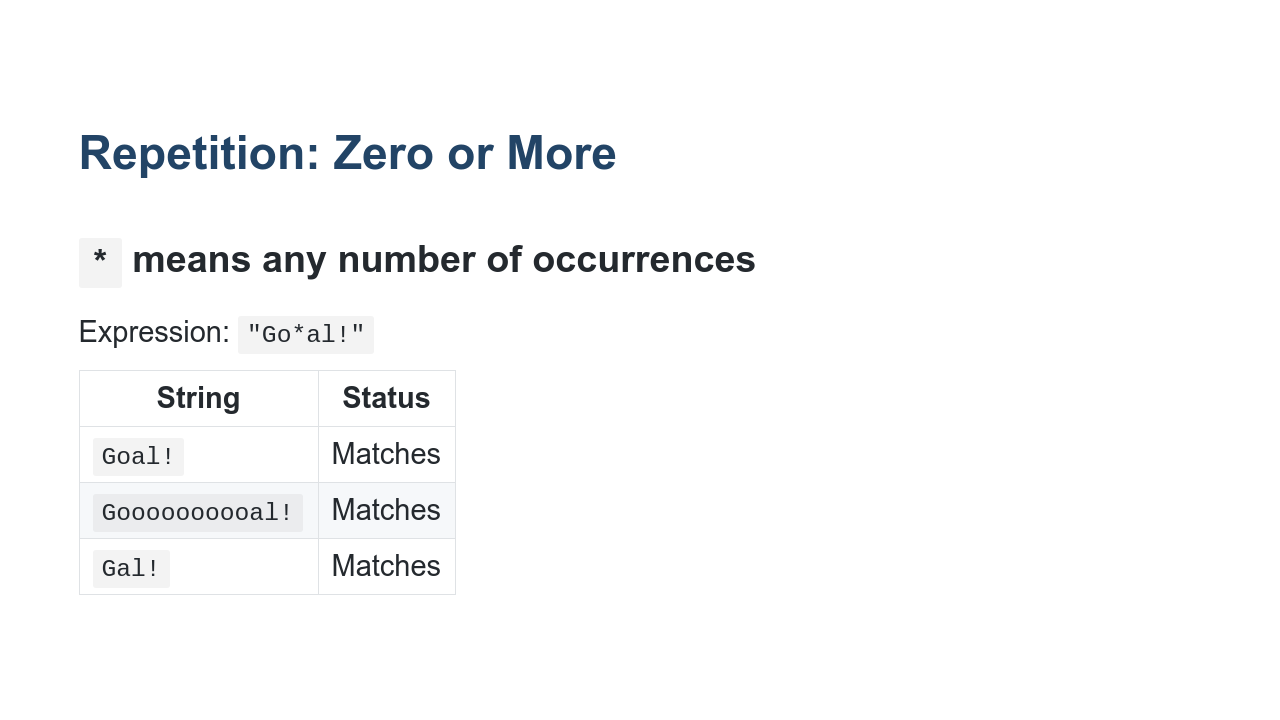 Repetition: Zero or More
* means any number of occurrences
Expression: "Go*al!"
String Status
Goal! Matches
Goooooooooal! Matches
Gal! Matches